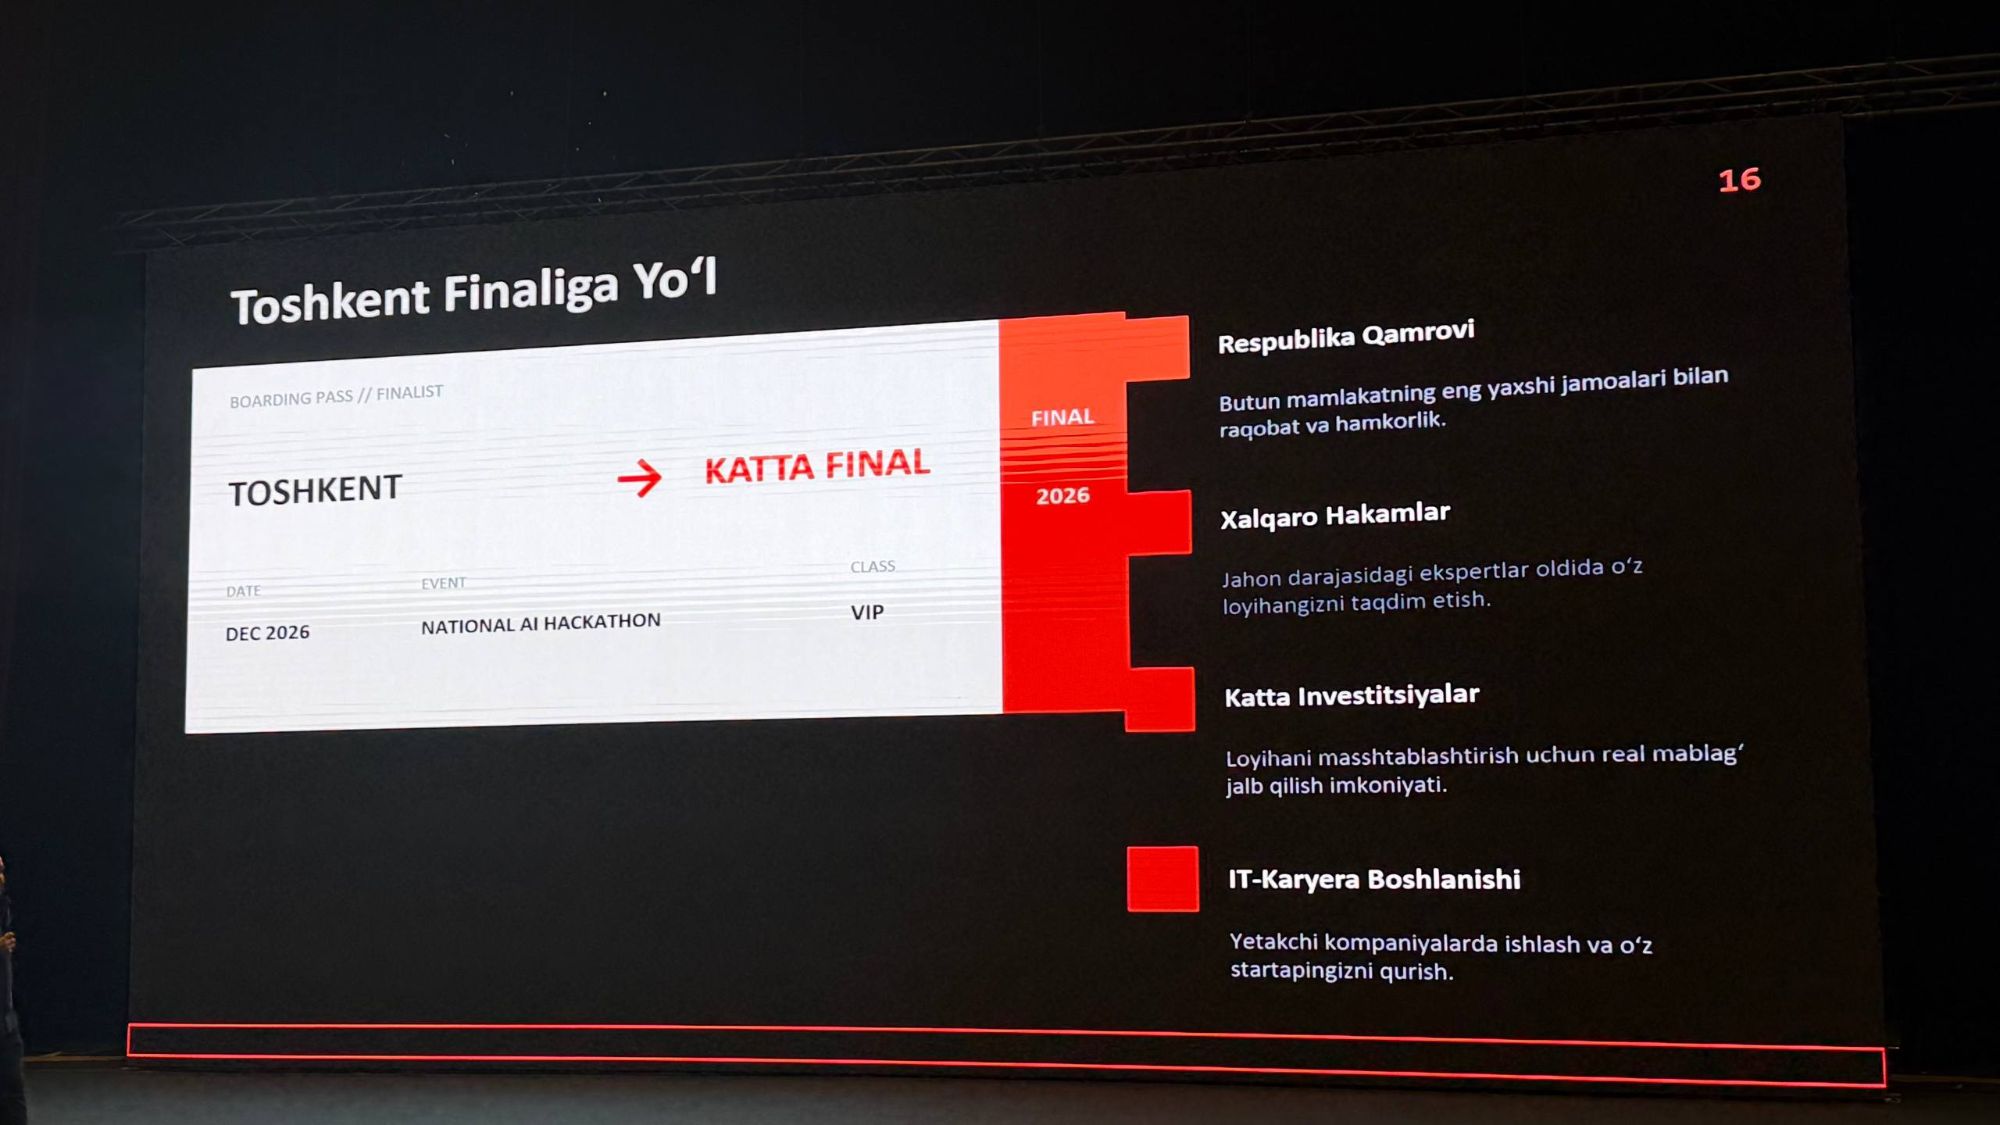 16
Toshkent Finaliga Yo‘l
BOARDING PASS // FINALIST
TOSHKENT → KATTA FINAL
DATE EVENT CLASS
DEC 2026 NATIONAL AI HACKATHON VIP
FINAL
2026
Respublika Qamrovi
Butun mamlakatning eng yaxshi jamoalari bilan
raqobat va hamkorlik.
Xalqaro Hakamlar
Jahon darajasidagi ekspertlar oldida o‘z
loyihangizni taqdim etish.
Katta Investitsiyalar
Loyihani masshtablashtirish uchun real mablag‘
jalb qilish imkoniyati.
IT-Karyera Boshlanishi
Yetakchi kompaniyalarda ishlash va o‘z
startapingizni qurish.